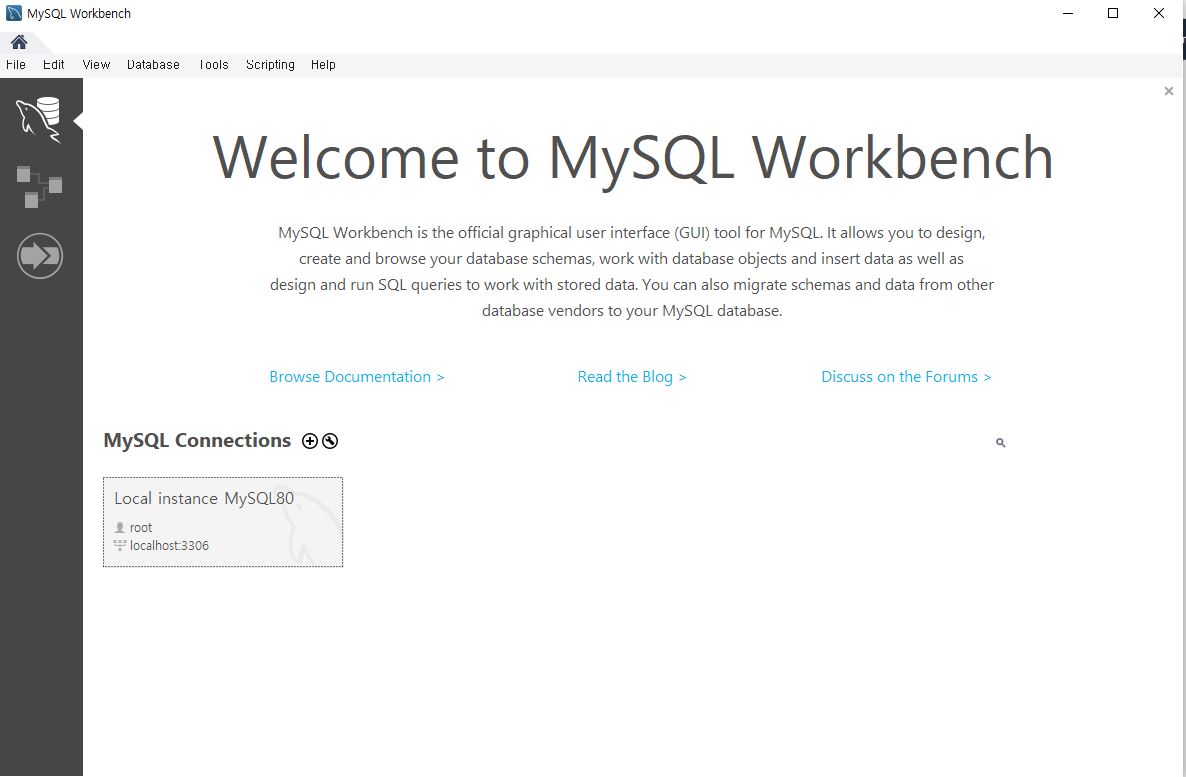 MySQL Workbench
File Edit View Database Tools Scripting Help
Welcome to MySQL Workbench
MySQL Workbench is the official graphical user interface (GUI) tool for MySQL. It allows you to design,
create and browse your database schemas, work with database objects and insert data as well as
design and run SQL queries to work with stored data. You can also migrate schemas and data from other
database vendors to your MySQL database.
Browse Documentation > Read the Blog > Discuss on the Forums >
MySQL Connections
Local instance MySQL80
root
localhost:3306